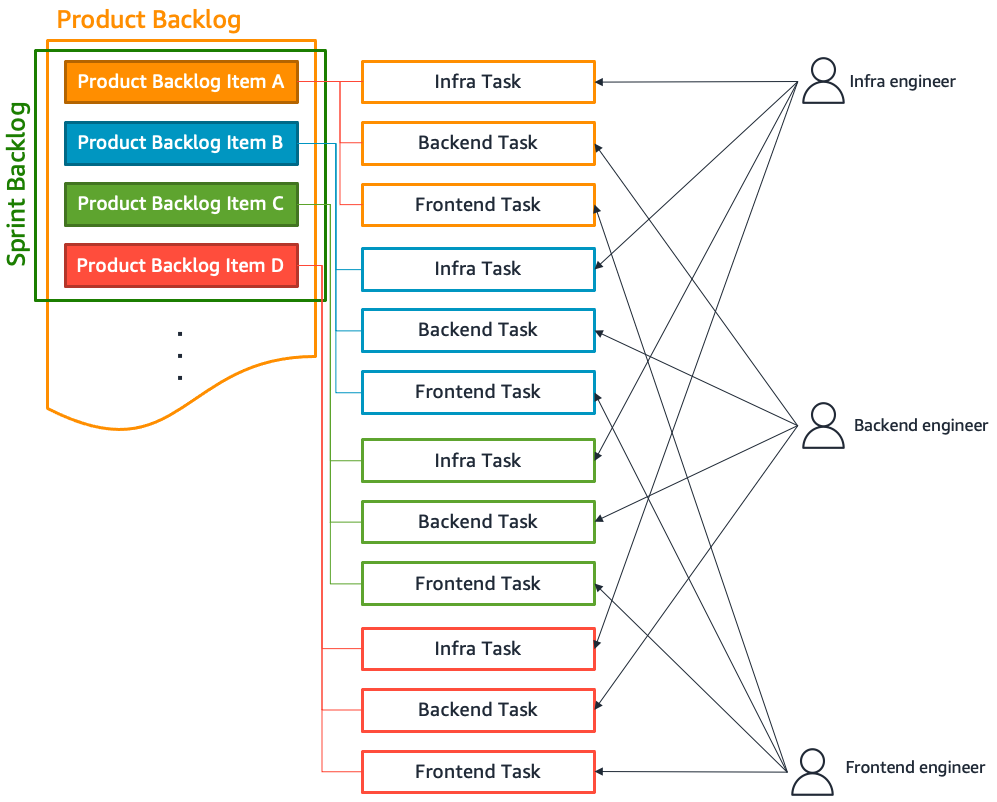 Product Backlog
Sprint Backlog
Product Backlog Item A
Product Backlog Item B
Product Backlog Item C
Product Backlog Item D
Infra Task
Backend Task
Frontend Task
Infra Task
Backend Task
Frontend Task
Infra Task
Backend Task
Frontend Task
Infra Task
Backend Task
Frontend Task
Infra engineer
Backend engineer
Frontend engineer